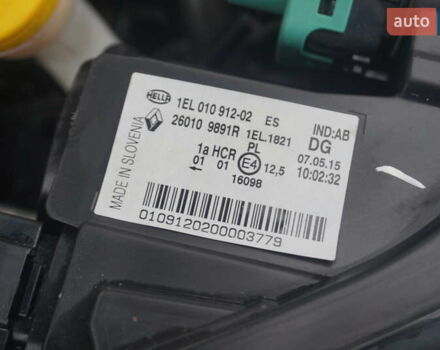 auto
HELLA
1EL 010 912-02 ES
26010 9891R 1EL.1821
IND:AB
DG
1a HCR PL
07.05.15
01 01 E4 12,5
10:02:32
← 16098
MADE IN SLOVENIA
0109120200003779